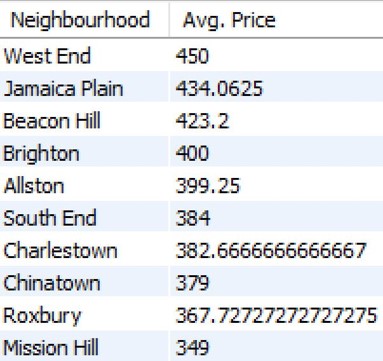 Neighbourhood Avg. Price
West End 450
Jamaica Plain 434.0625
Beacon Hill 423.2
Brighton 400
Allston 399.25
South End 384
Charlestown 382.6666666666667
Chinatown 379
Roxbury 367.72727272727275
Mission Hill 349